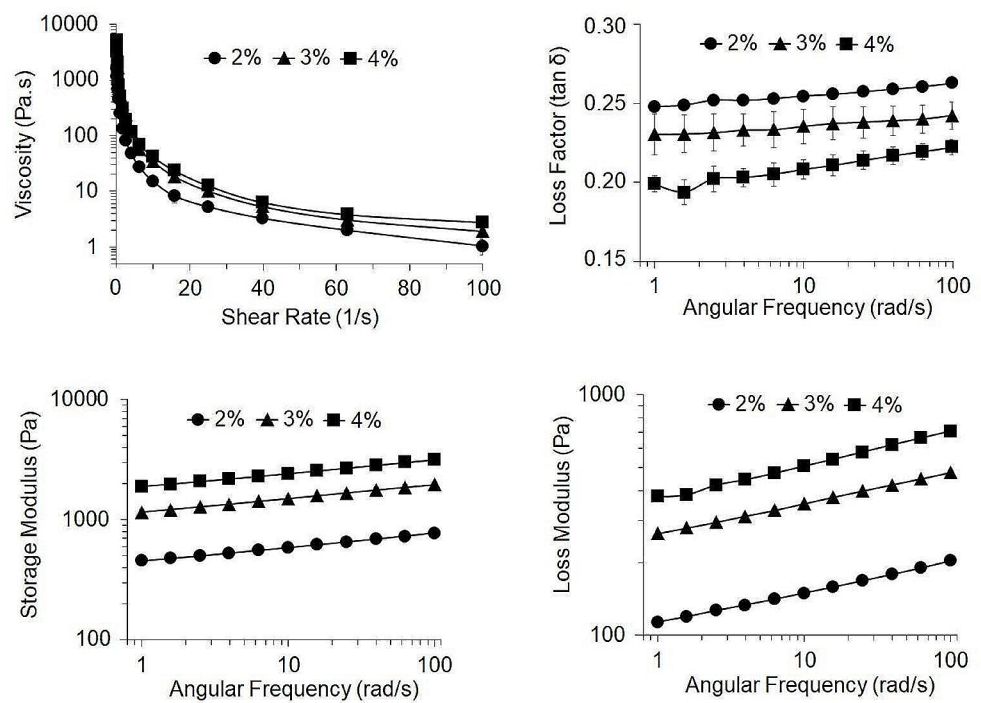 10000
1000
100
10
1
Viscosity (Pa.s)
2% 3% 4%
0 20 40 60 80 100
Shear Rate (1/s)
0.30
0.25
0.20
0.15
Loss Factor (tan δ)
2% 3% 4%
1 10 100
Angular Frequency (rad/s)
10000
1000
100
Storage Modulus (Pa)
2% 3% 4%
1 10 100
Angular Frequency (rad/s)
1000
100
Loss Modulus (Pa)
2% 3% 4%
1 10 100
Angular Frequency (rad/s)